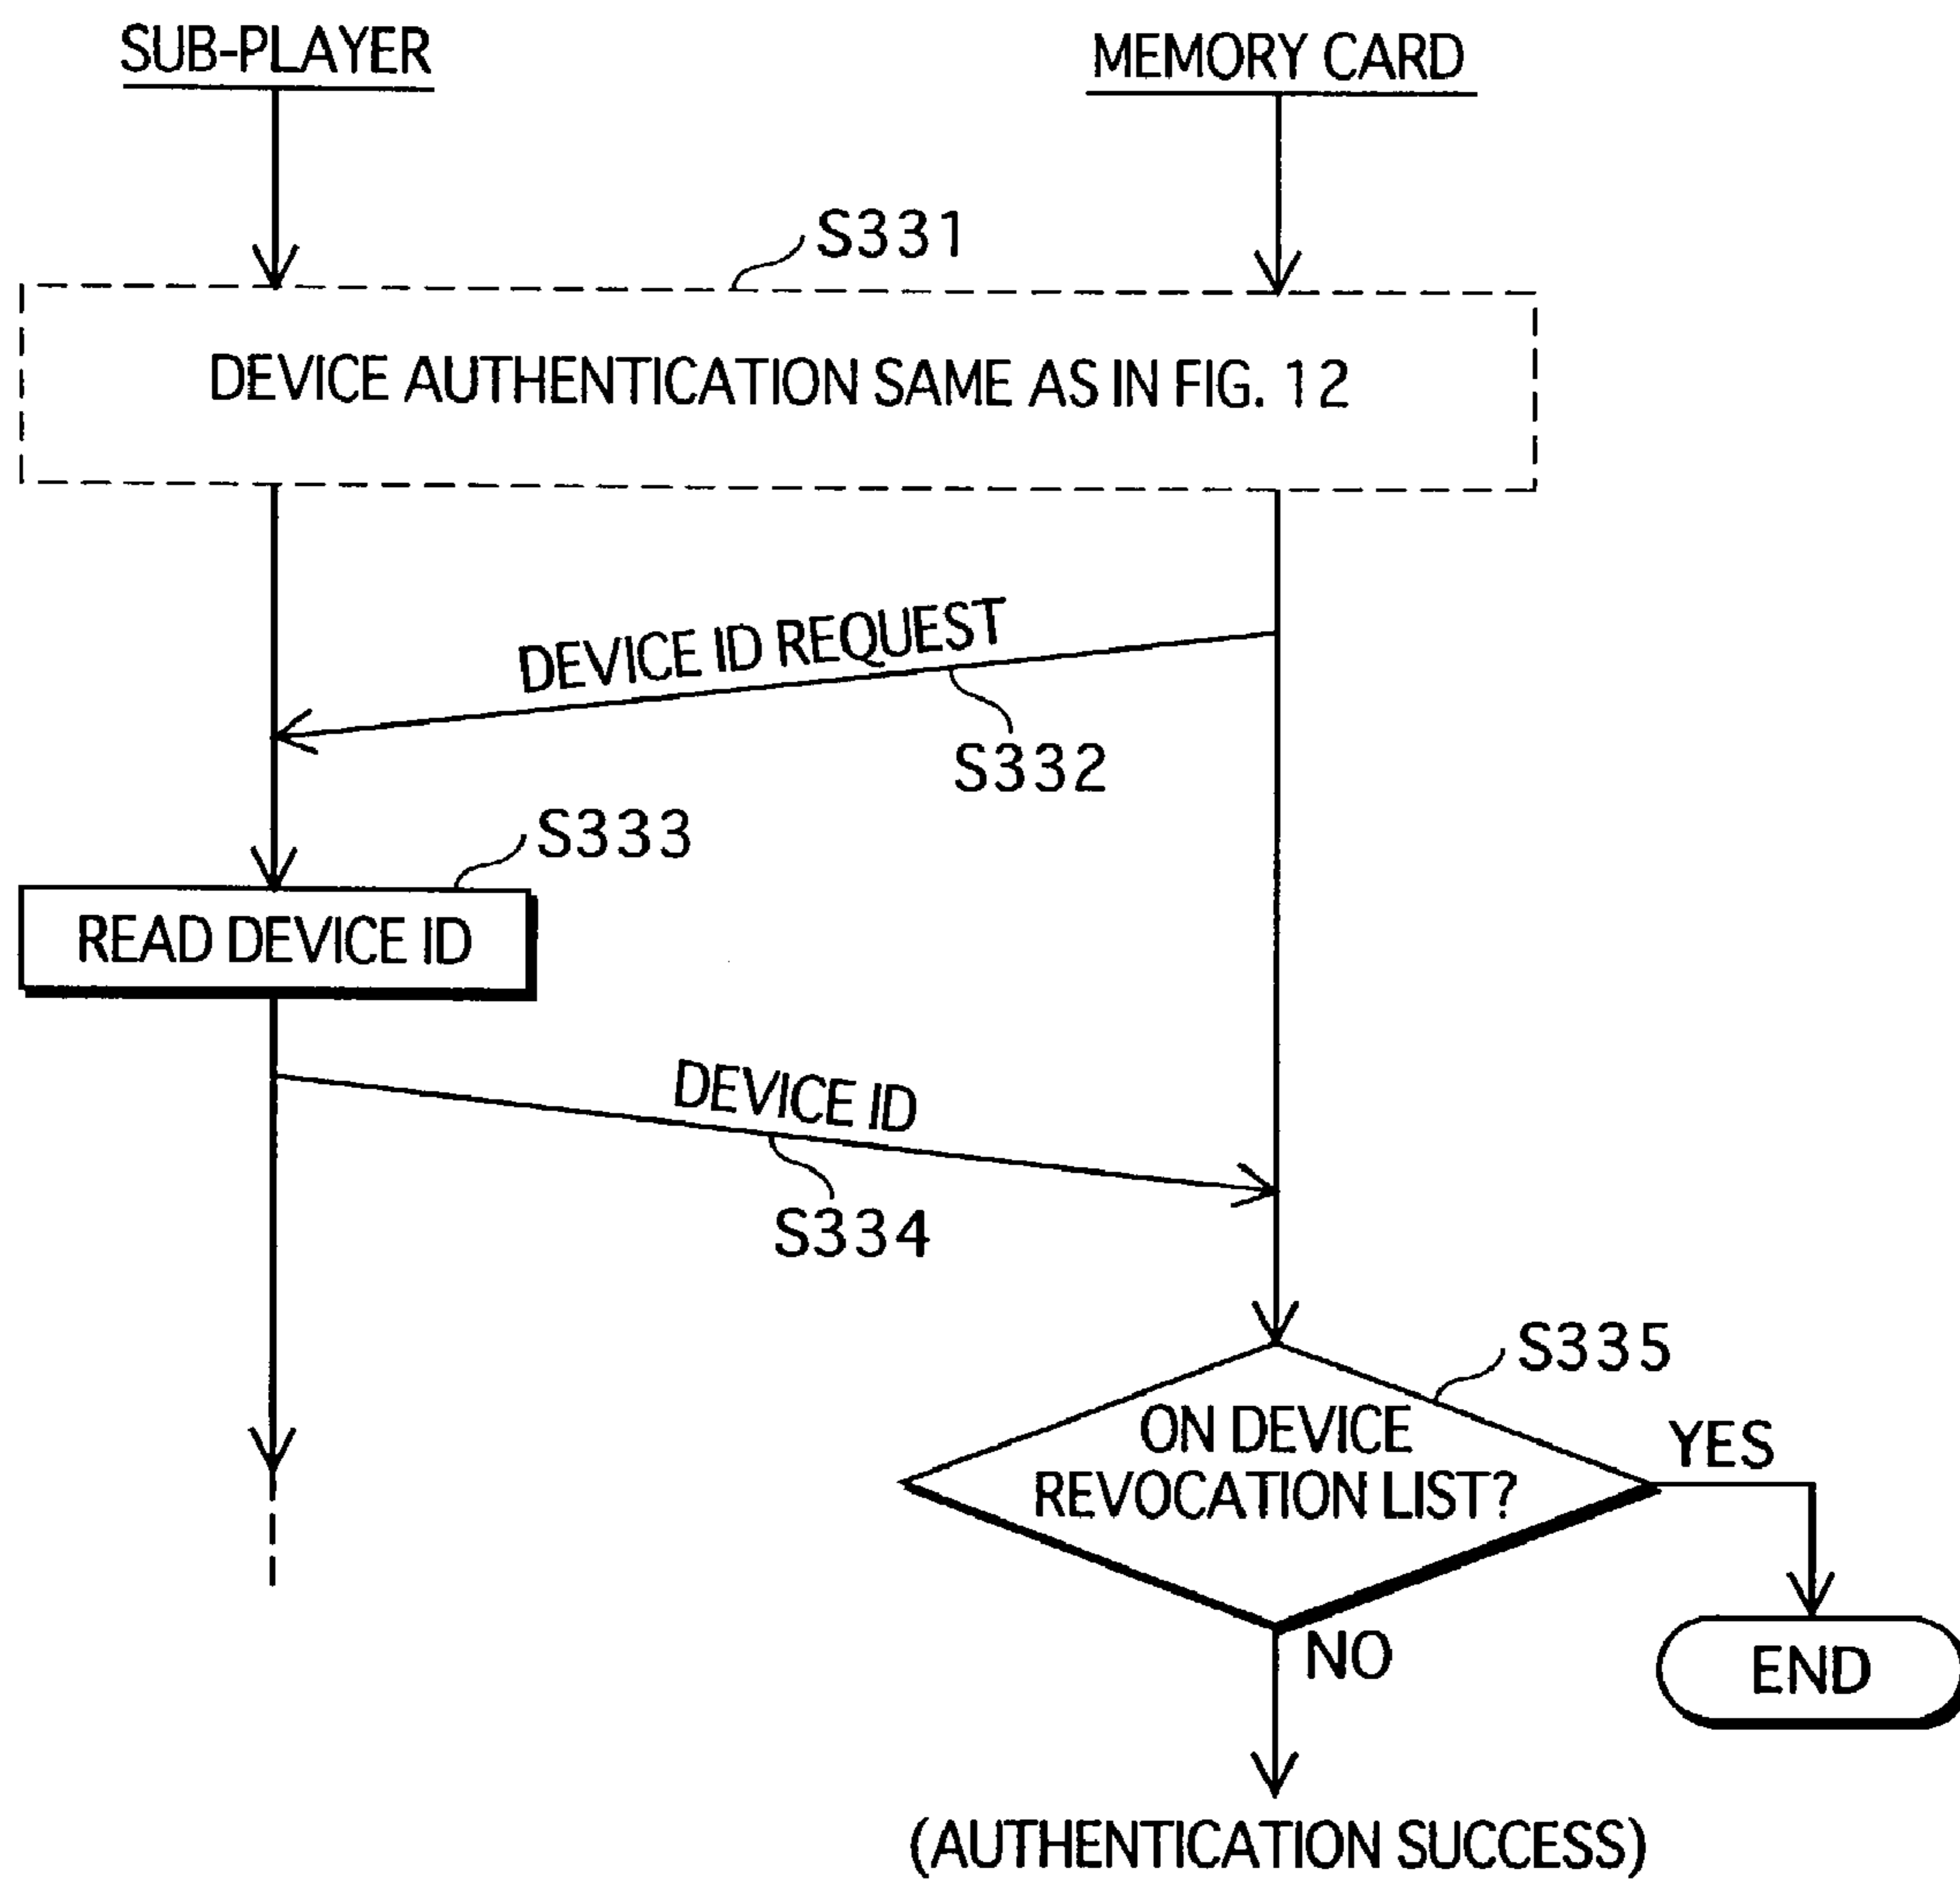 SUB-PLAYER
MEMORY CARD
S331
DEVICE AUTHENTICATION SAME AS IN FIG. 12
DEVICE ID REQUEST
S332
S333
READ DEVICE ID
DEVICE ID
S334
S335
ON DEVICE
REVOCATION LIST?
YES
NO
END
(AUTHENTICATION SUCCESS)